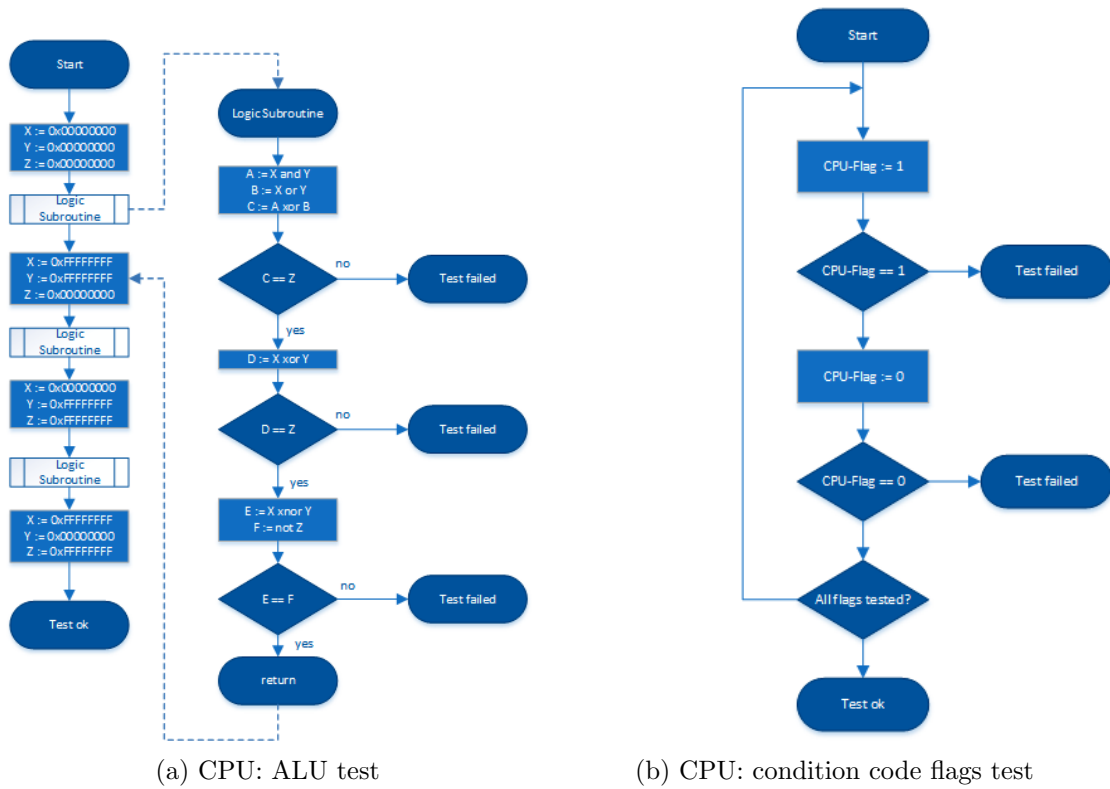 Start
X := 0x00000000
Y := 0x00000000
Z := 0x00000000
Logic
Subroutine
X := 0xFFFFFFFF
Y := 0xFFFFFFFF
Z := 0x00000000
Logic
Subroutine
X := 0x00000000
Y := 0xFFFFFFFF
Z := 0xFFFFFFFF
Logic
Subroutine
X := 0xFFFFFFFF
Y := 0x00000000
Z := 0xFFFFFFFF
Test ok
Logic Subroutine
A := X and Y
B := X or Y
C := A xor B
C == Z
no
Test failed
yes
D := X xor Y
D == Z
no
Test failed
yes
E := X xnor Y
F := not Z
E == F
no
Test failed
yes
return
(a) CPU: ALU test
Start
CPU-Flag := 1
CPU-Flag == 1
Test failed
CPU-Flag := 0
CPU-Flag == 0
Test failed
All flags tested?
Test ok
(b) CPU: condition code flags test